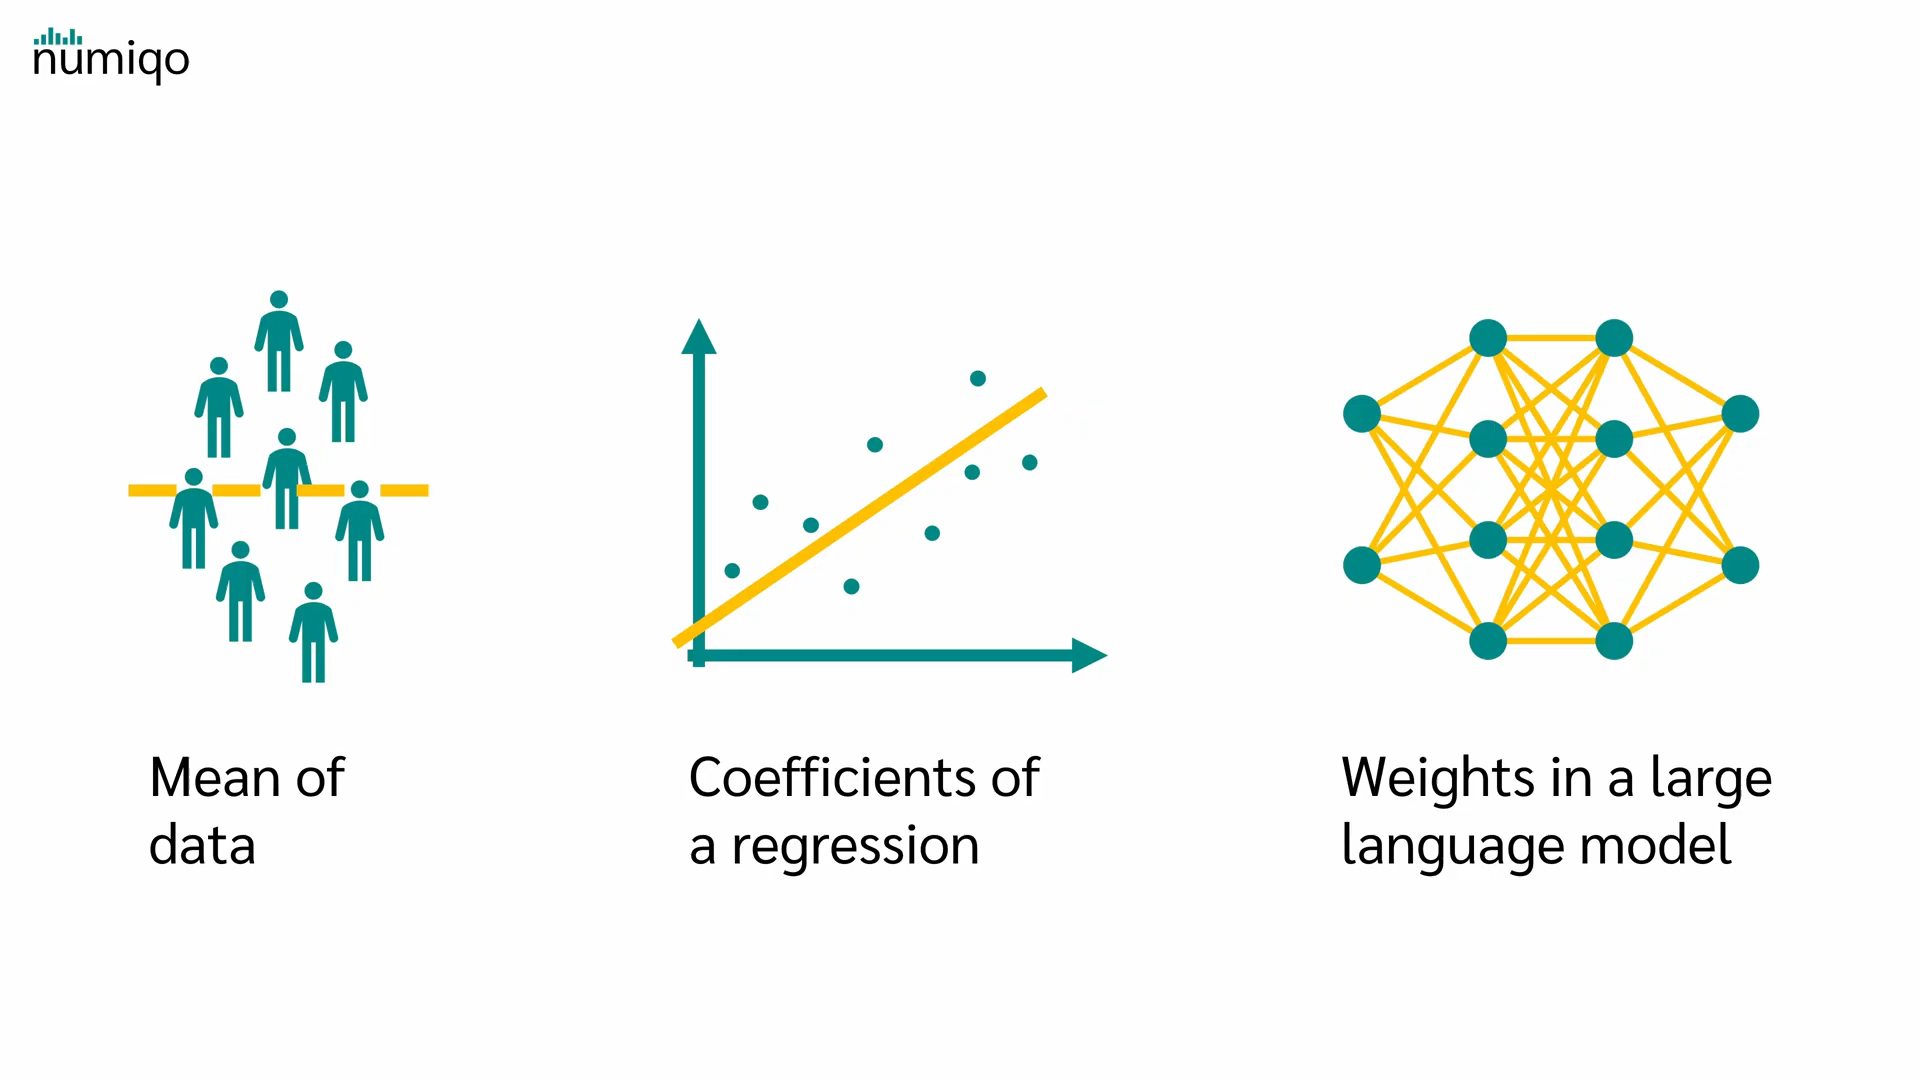 numiqo
Mean of
data
Coefficients of
a regression
Weights in a large
language model